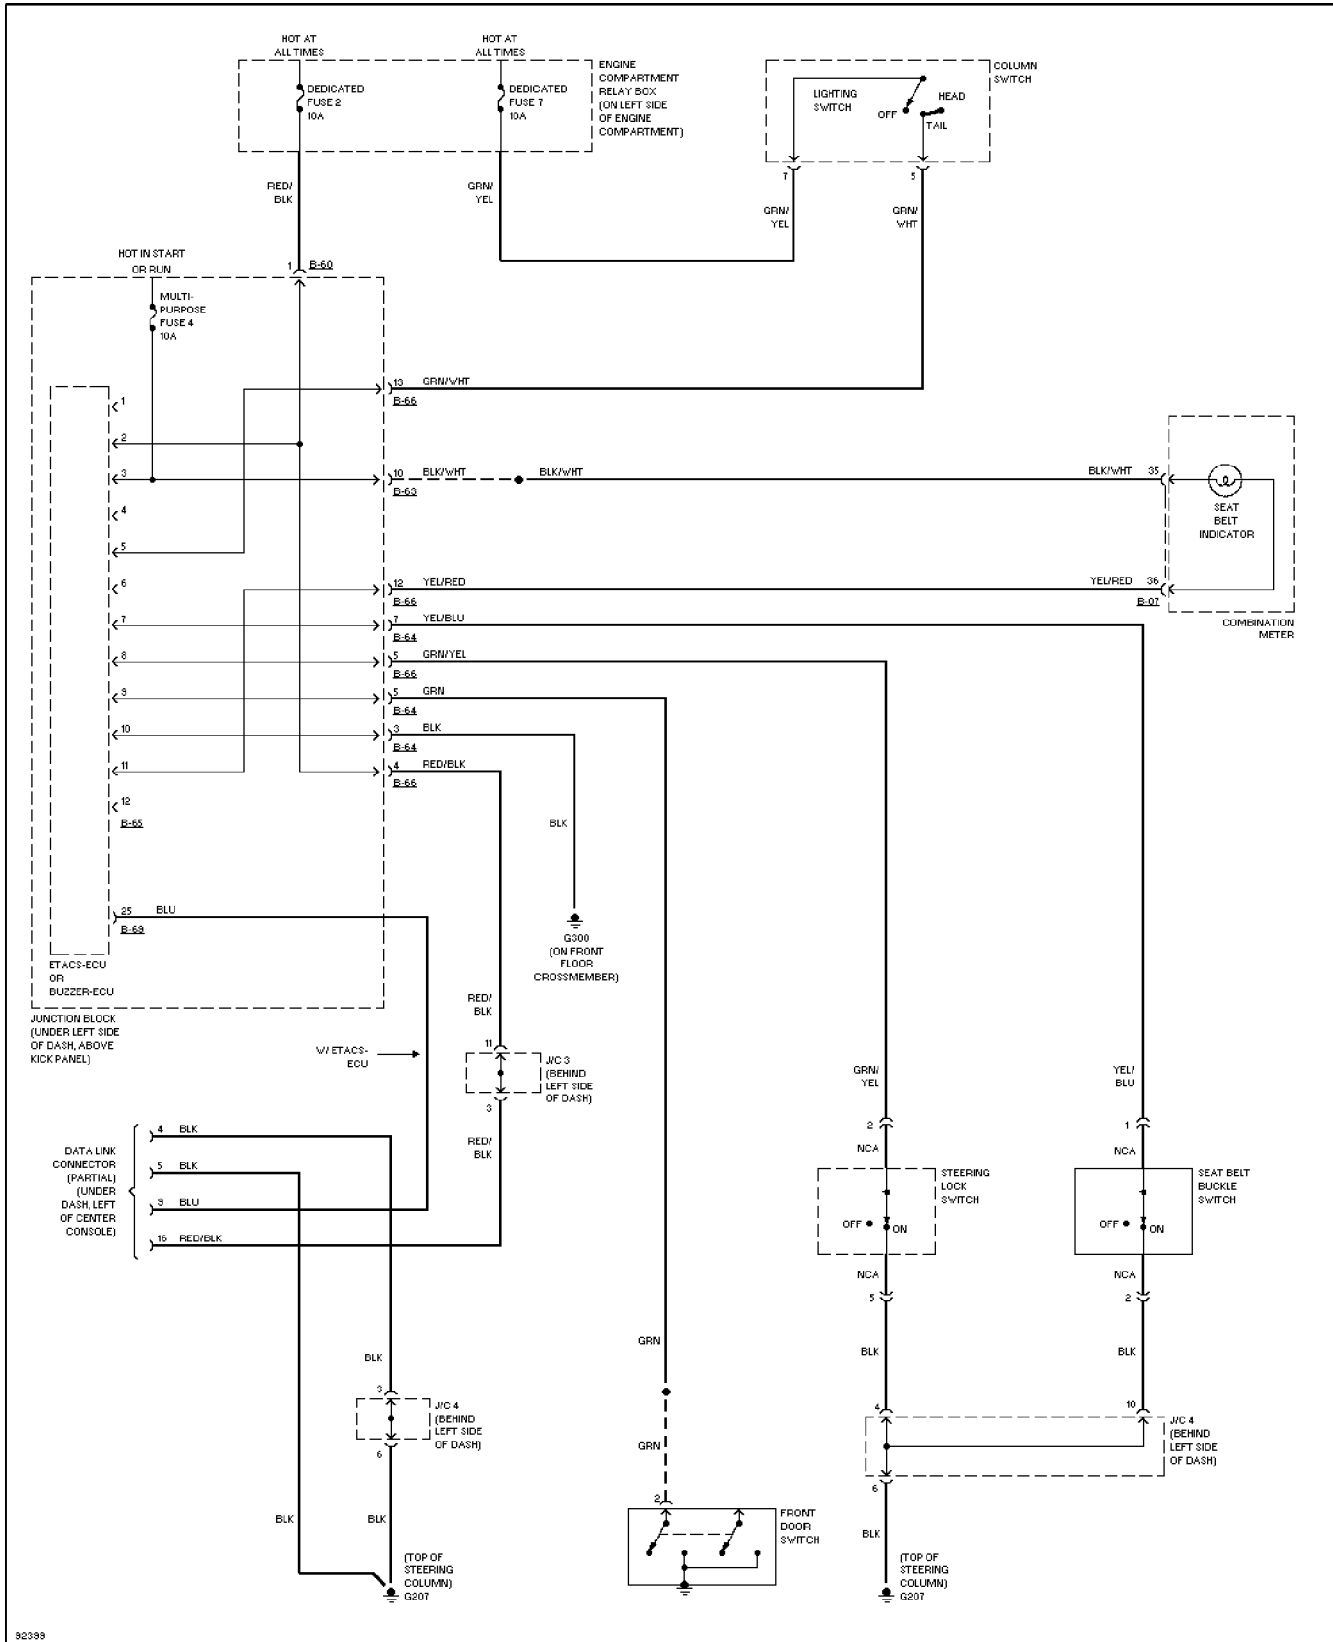 HOT AT
ALL TIMES
HOT AT
ALL TIMES
DEDICATED
FUSE 2
10A
DEDICATED
FUSE 7
10A
ENGINE
COMPARTMENT
RELAY BOX
(ON LEFT SIDE
OF ENGINE
COMPARTMENT)
LIGHTING
SWITCH
OFF
HEAD
TAIL
COLUMN
SWITCH
7
5
RED/
BLK
GRN/
YEL
GRN/
YEL
GRN/
WHT
HOT IN START
OR RUN
1
B-60
MULTI-
PURPOSE
FUSE 4
10A
13
GRN/WHT
B-66
1
2
3
10
BLK/WHT
BLK/WHT
BLK/WHT
35
B-63
4
5
6
SEAT
BELT
INDICATOR
12
YEL/RED
YEL/RED
36
B-66
B-07
COMBINATION
METER
7
7
YEL/BLU
B-64
8
5
GRN/YEL
B-66
9
5
GRN
B-64
10
3
BLK
B-64
11
4
RED/BLK
B-66
12
B-65
BLK
25
BLU
B-69
G300
(ON FRONT
FLOOR
CROSSMEMBER)
ETACS-ECU
OR
BUZZER-ECU
JUNCTION BLOCK
(UNDER LEFT SIDE
OF DASH, ABOVE
KICK PANEL)
W/ ETACS-
ECU
RED/
BLK
11
J/C 3
(BEHIND
LEFT SIDE
OF DASH)
3
RED/
BLK
GRN/
YEL
YEL/
BLU
2
NCA
1
NCA
DATA LINK
CONNECTOR
(PARTIAL)
(UNDER
DASH, LEFT
OF CENTER
CONSOLE)
4
BLK
5
BLK
9
BLU
16
RED/BLK
STEERING
LOCK
SWITCH
OFF
ON
SEAT BELT
BUCKLE
SWITCH
OFF
ON
NCA
5
NCA
2
GRN
BLK
BLK
BLK
3
J/C 4
(BEHIND
LEFT SIDE
OF DASH)
6
4
10
J/C 4
(BEHIND
LEFT SIDE
OF DASH)
6
GRN
2
FRONT
DOOR
SWITCH
BLK
BLK
BLK
(TOP OF
STEERING
COLUMN)
G207
(TOP OF
STEERING
COLUMN)
G207
92399